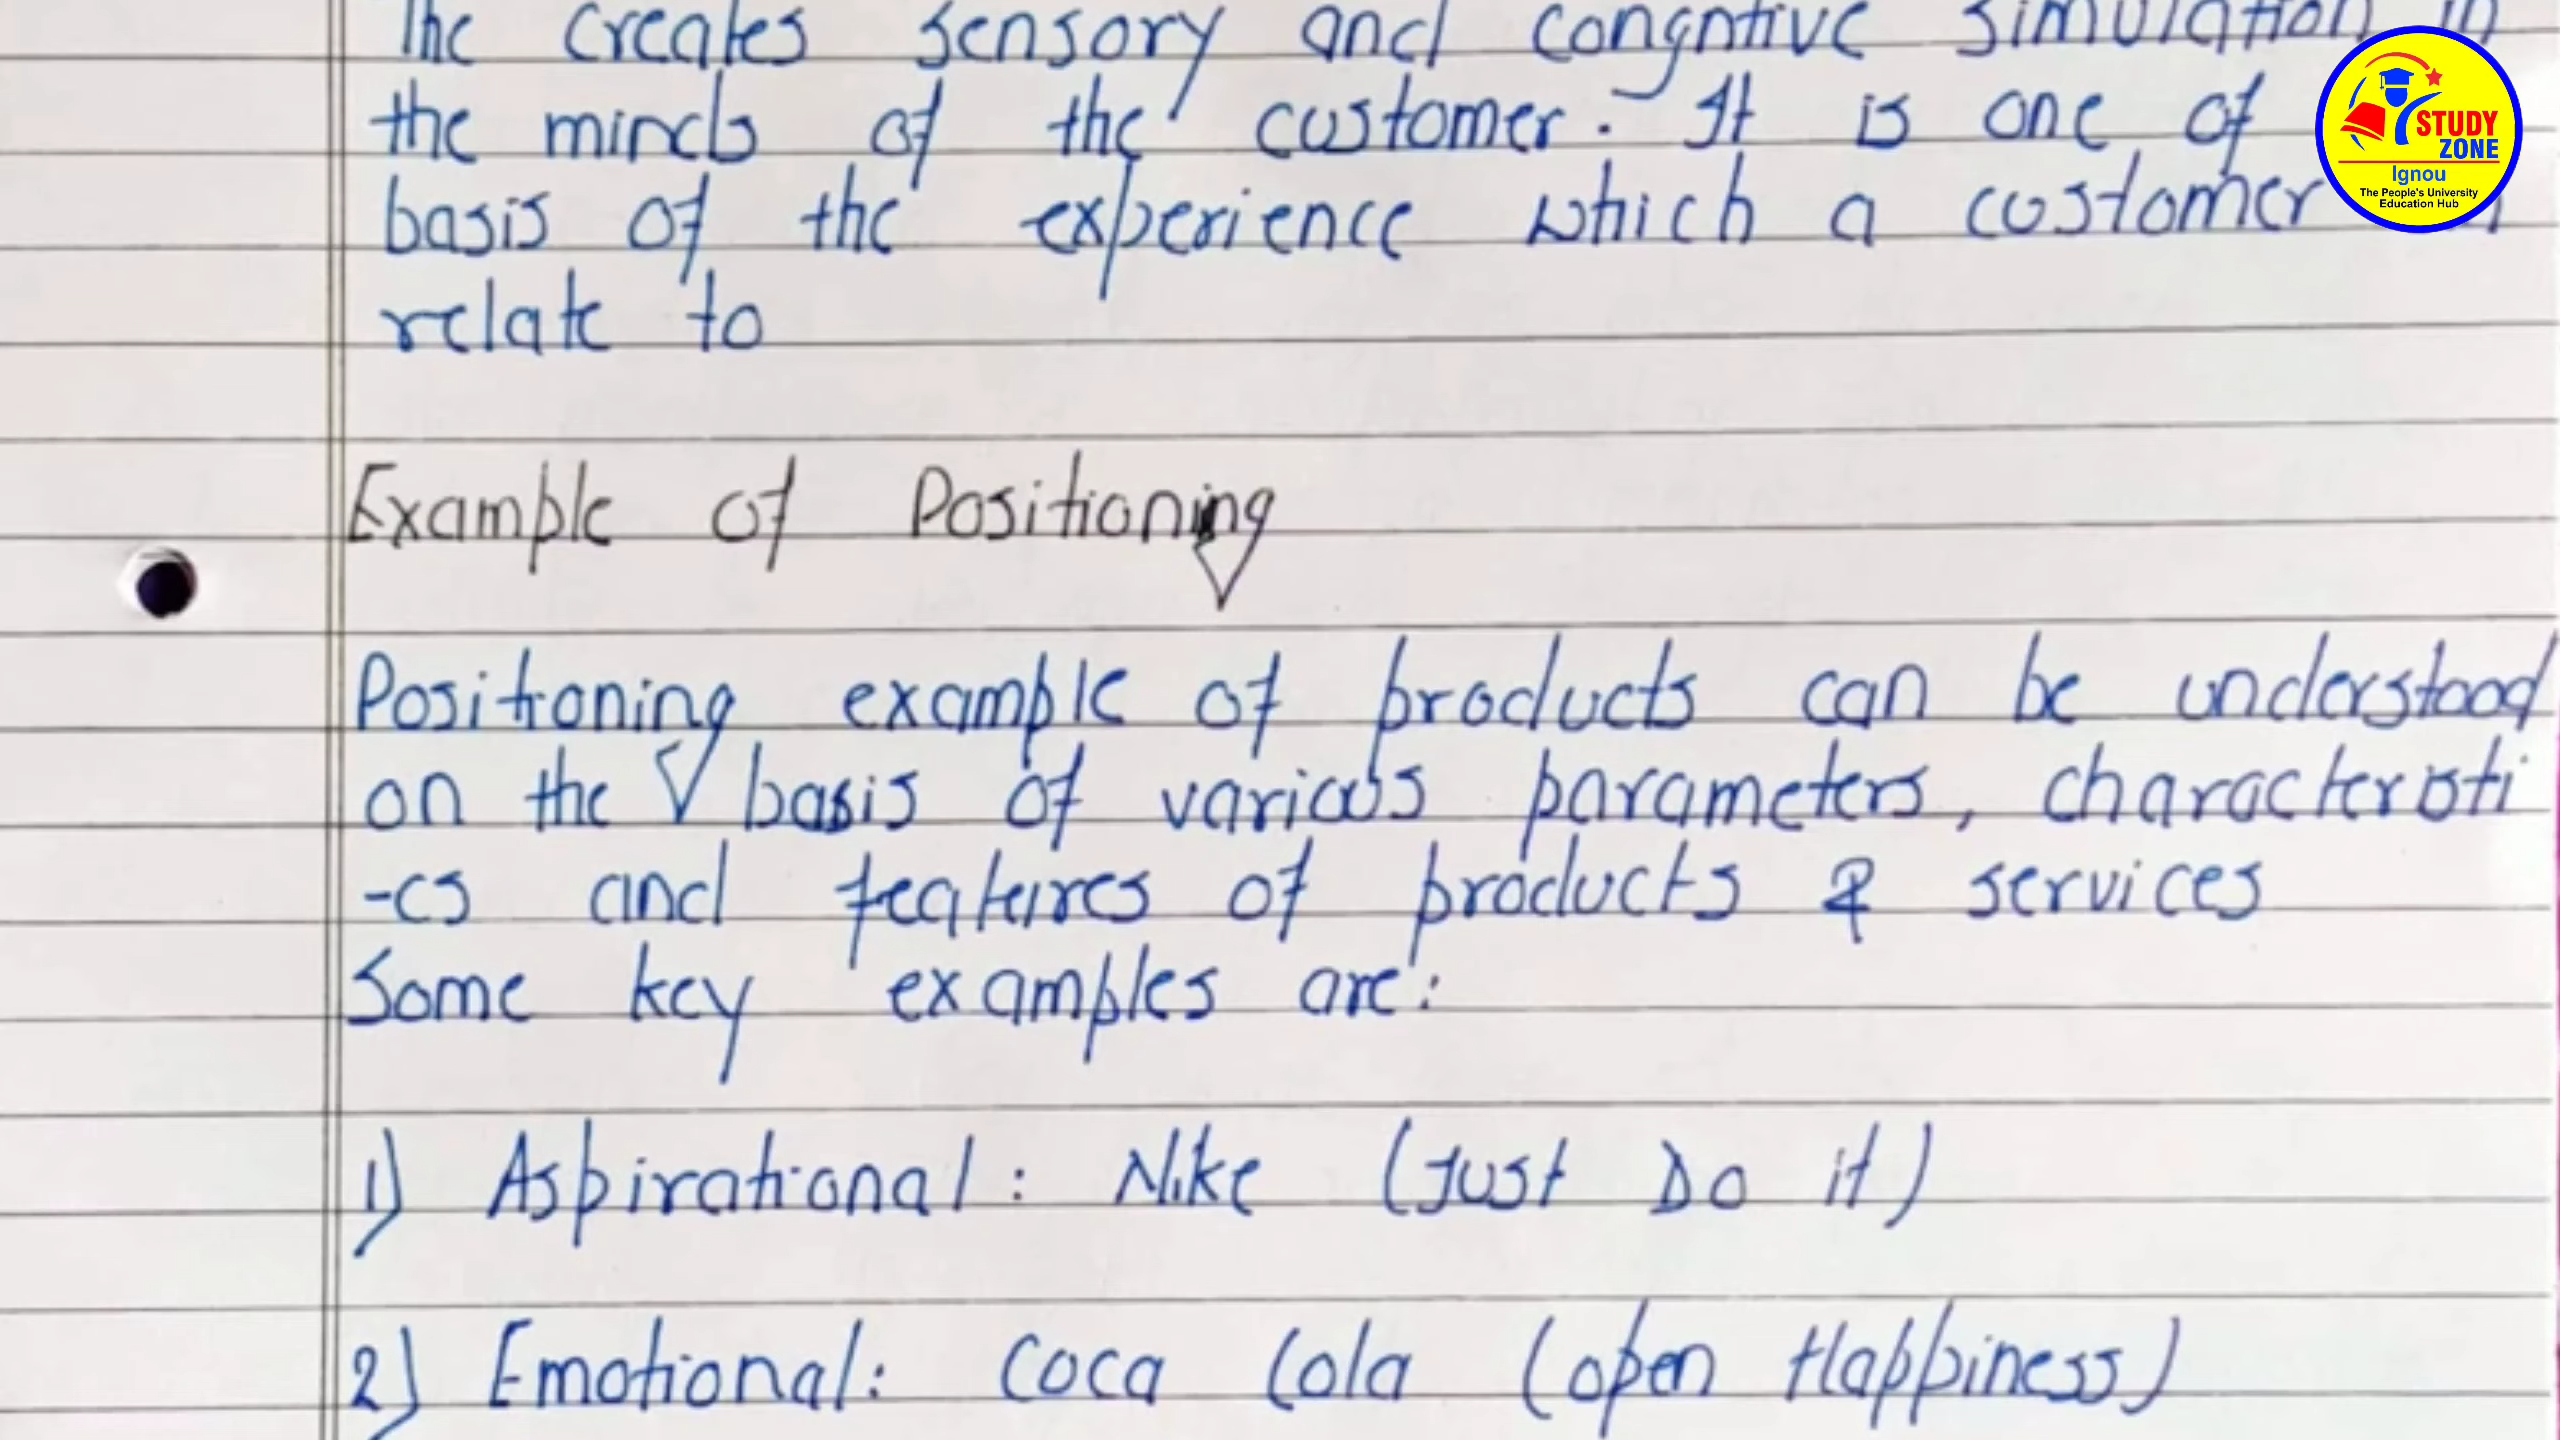 The creates sensory and congntive simulation in
the minds of the customer. It is one of
basis of the experience which a customer
relate to
Example of Positioning
Positioning example of products can be understood
on the basis of various parameters, characteristi
-cs and features of products & services
Some key examples are:
1) Aspirational: Nike (Just Do it)
2) Emotional: Coca Cola (open Happiness)
STUDY
ZONE
Ignou
The People's University
Education Hub